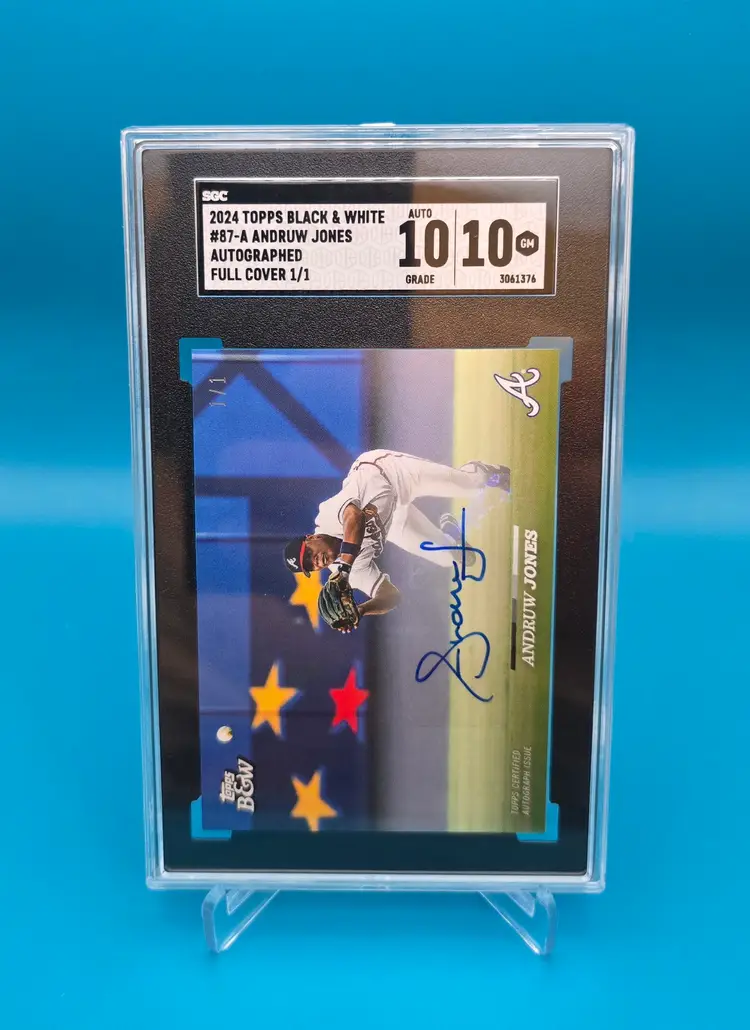 SGC
2024 TOPPS BLACK & WHITE
#87-A ANDRUW JONES
AUTOGRAPHED
FULL COVER 1/1
AUTO
10
GRADE
10
GM
3061376
1/1
A
ANDRUW JONES
Andruw J
TOPPS CERTIFIED
AUTOGRAPH ISSUE
TOPPS
B&W